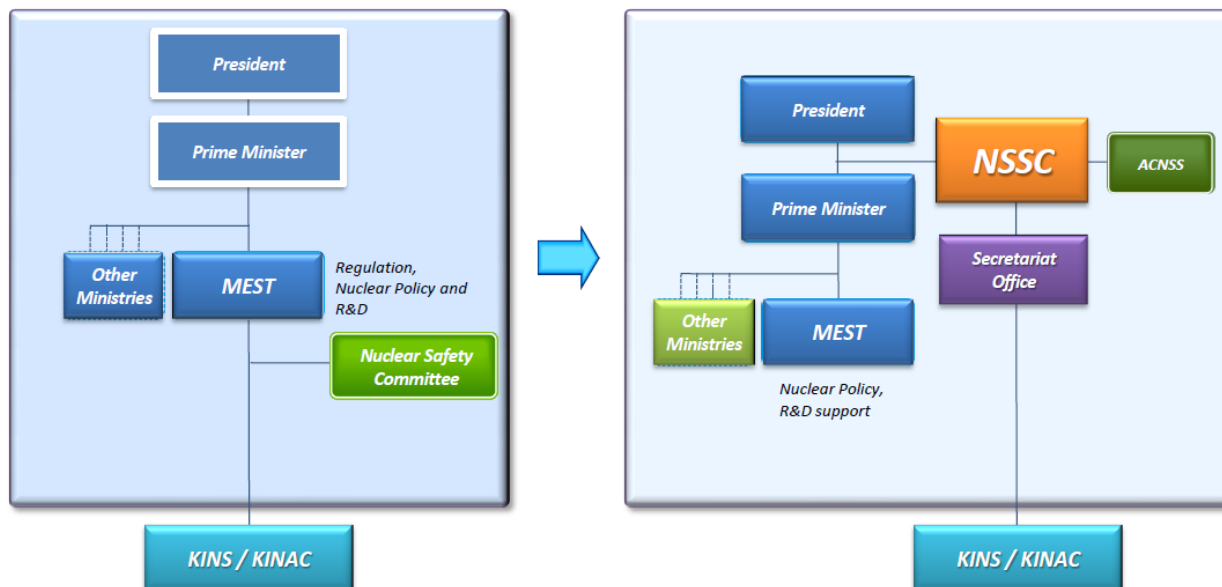 President
Prime Minister
Other
Ministries
MEST
Regulation,
Nuclear Policy and
R&D
Nuclear Safety
Committee
KINS / KINAC
President
NSSC
ACNSS
Prime Minister
Secretariat
Office
Other
Ministries
MEST
Nuclear Policy,
R&D support
KINS / KINAC